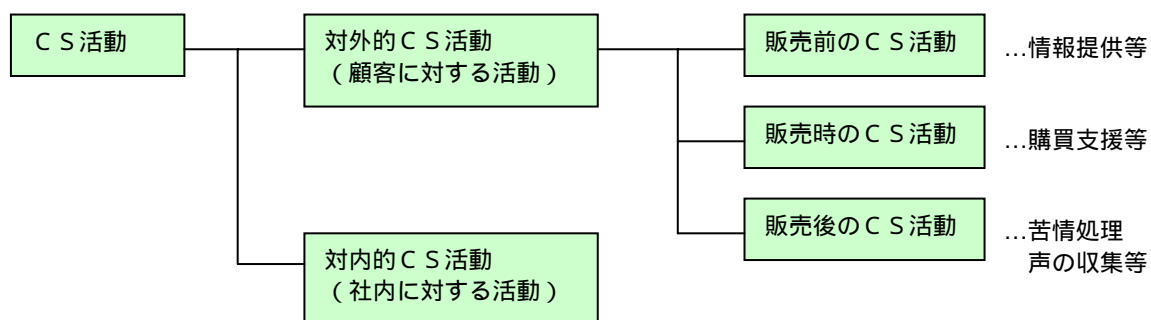 ＣＳ活動
対外的ＣＳ活動
（顧客に対する活動）
販売前のＣＳ活動
…情報提供等
販売時のＣＳ活動
…購買支援等
販売後のＣＳ活動
…苦情処理
声の収集等
対内的ＣＳ活動
（社内に対する活動）